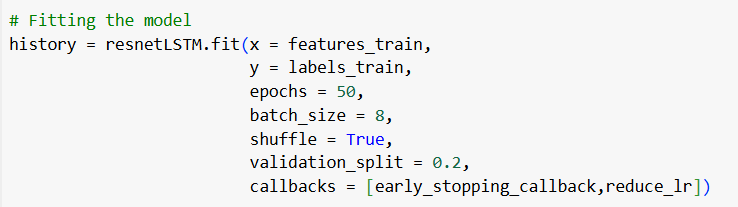 # Fitting the model
history = resnetLSTM.fit(x = features_train,
y = labels_train,
epochs = 50,
batch_size = 8,
shuffle = True,
validation_split = 0.2,
callbacks = [early_stopping_callback,reduce_lr])